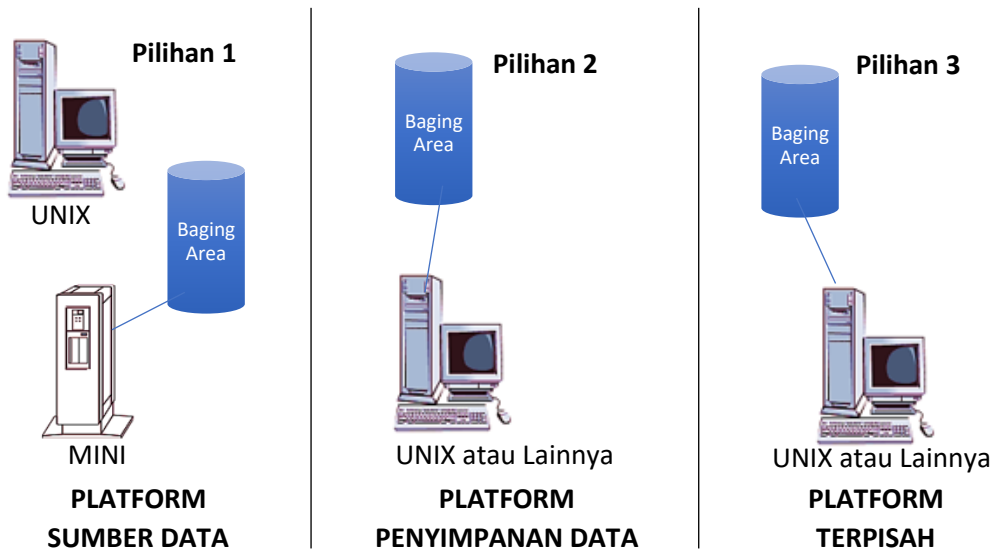 Pilihan 1
UNIX
Baging
Area
MINI
PLATFORM
SUMBER DATA
Pilihan 2
Baging
Area
UNIX atau Lainnya
PLATFORM
PENYIMPANAN DATA
Pilihan 3
Baging
Area
UNIX atau Lainnya
PLATFORM
TERPISAH